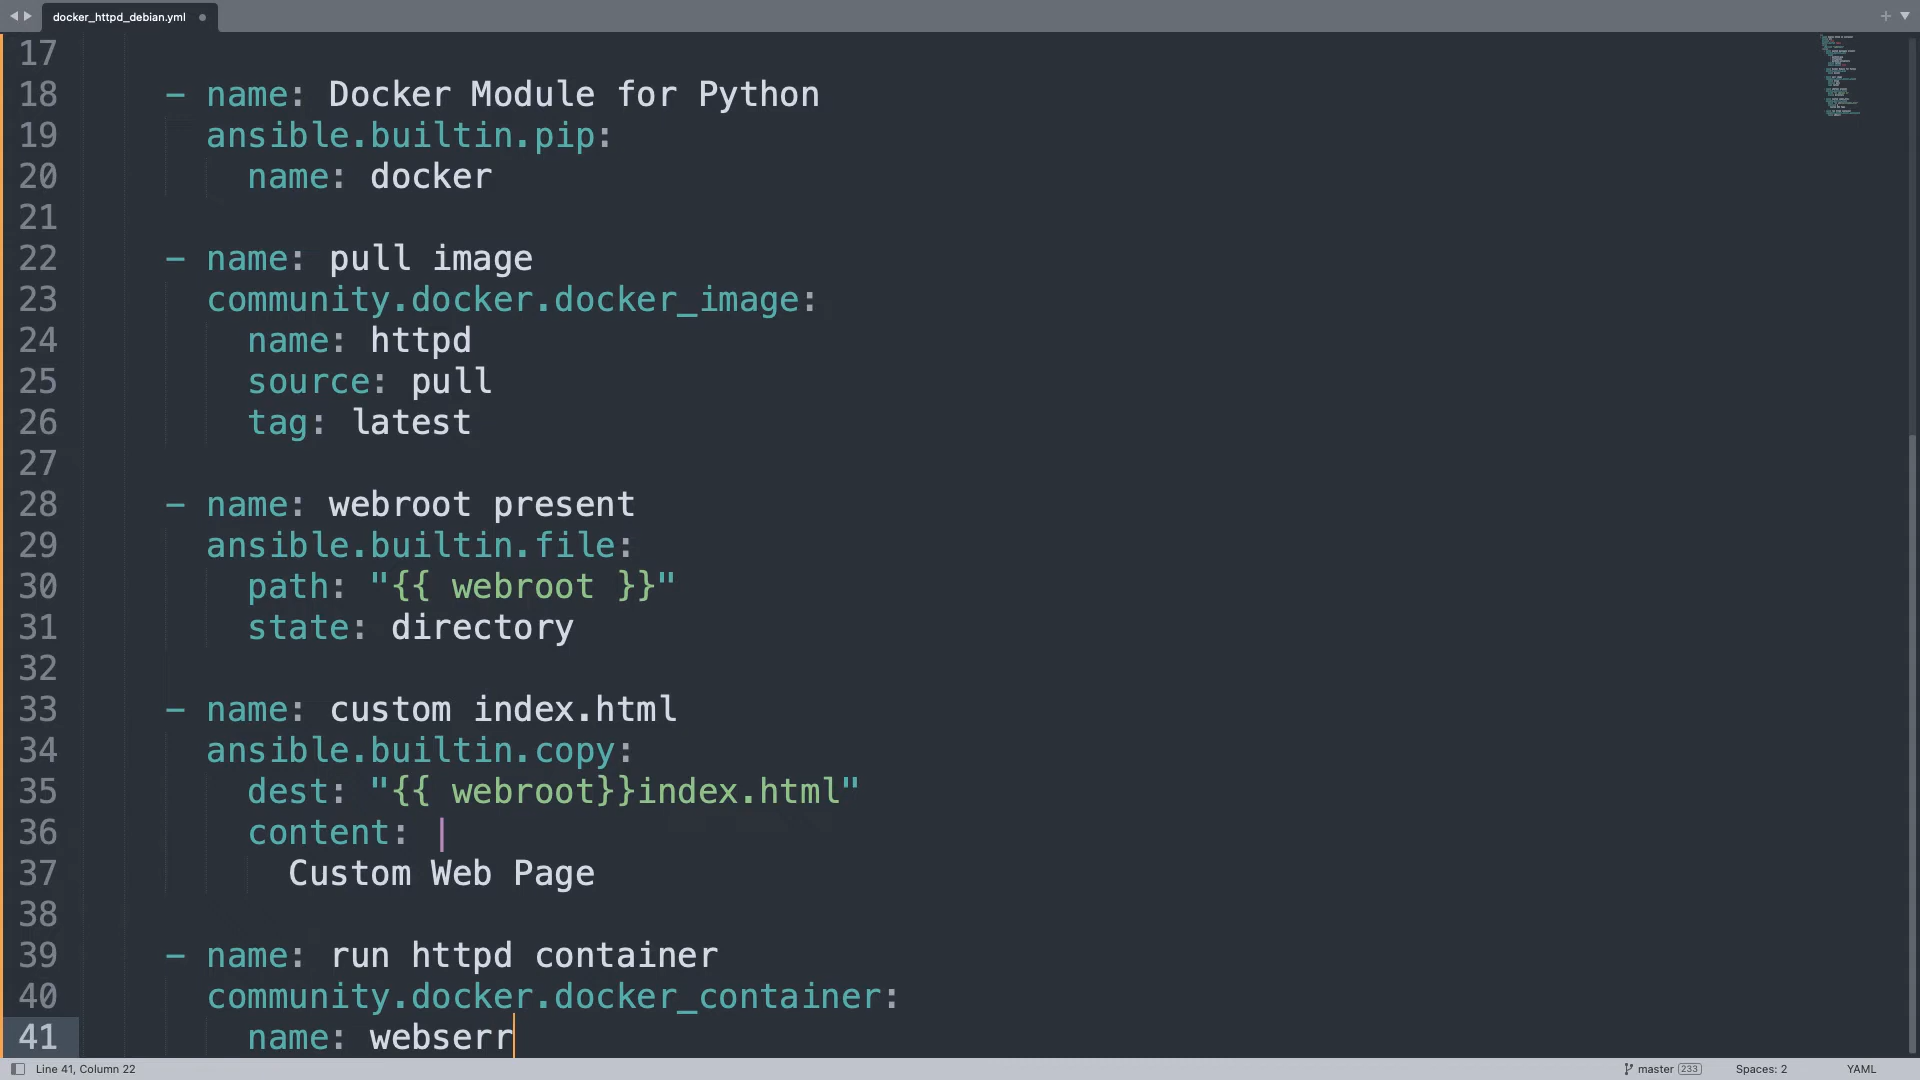 docker_httpd_debian.yml
17
18 - name: Docker Module for Python
19 ansible.builtin.pip:
20 name: docker
21
22 - name: pull image
23 community.docker.docker_image:
24 name: httpd
25 source: pull
26 tag: latest
27
28 - name: webroot present
29 ansible.builtin.file:
30 path: "{{ webroot }}"
31 state: directory
32
33 - name: custom index.html
34 ansible.builtin.copy:
35 dest: "{{ webroot}}index.html"
36 content: |
37 Custom Web Page
38
39 - name: run httpd container
40 community.docker.docker_container:
41 name: webserr
Line 41, Column 22 master 233 Spaces: 2 YAML